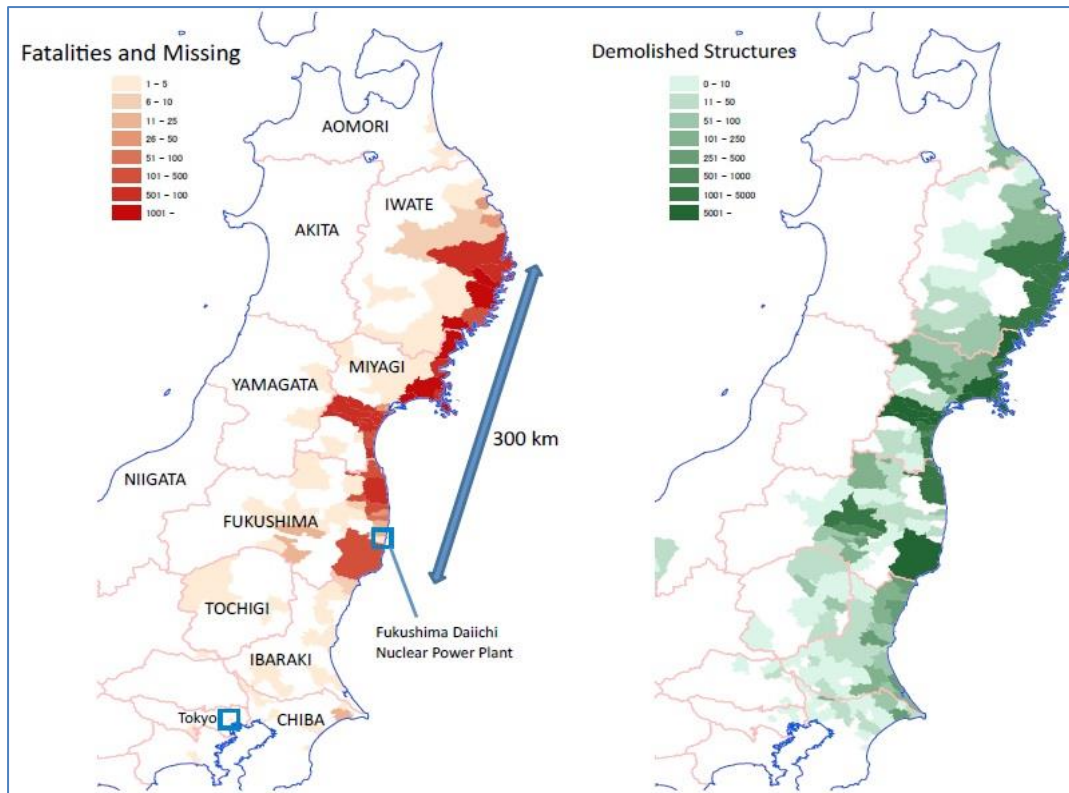 Fatalities and Missing
1 - 5
6 - 10
11 - 25
26 - 50
51 - 100
101 - 500
501 - 100
1001 -
AOMORI
IWATE
AKITA
MIYAGI
YAMAGATA
300 km
NIIGATA
FUKUSHIMA
TOCHIGI
Fukushima Daiichi
Nuclear Power Plant
IBARAKI
Tokyo
CHIBA
Demolished Structures
0 - 10
11 - 50
51 - 100
101 - 250
251 - 500
501 - 1000
1001 - 5000
5001 -